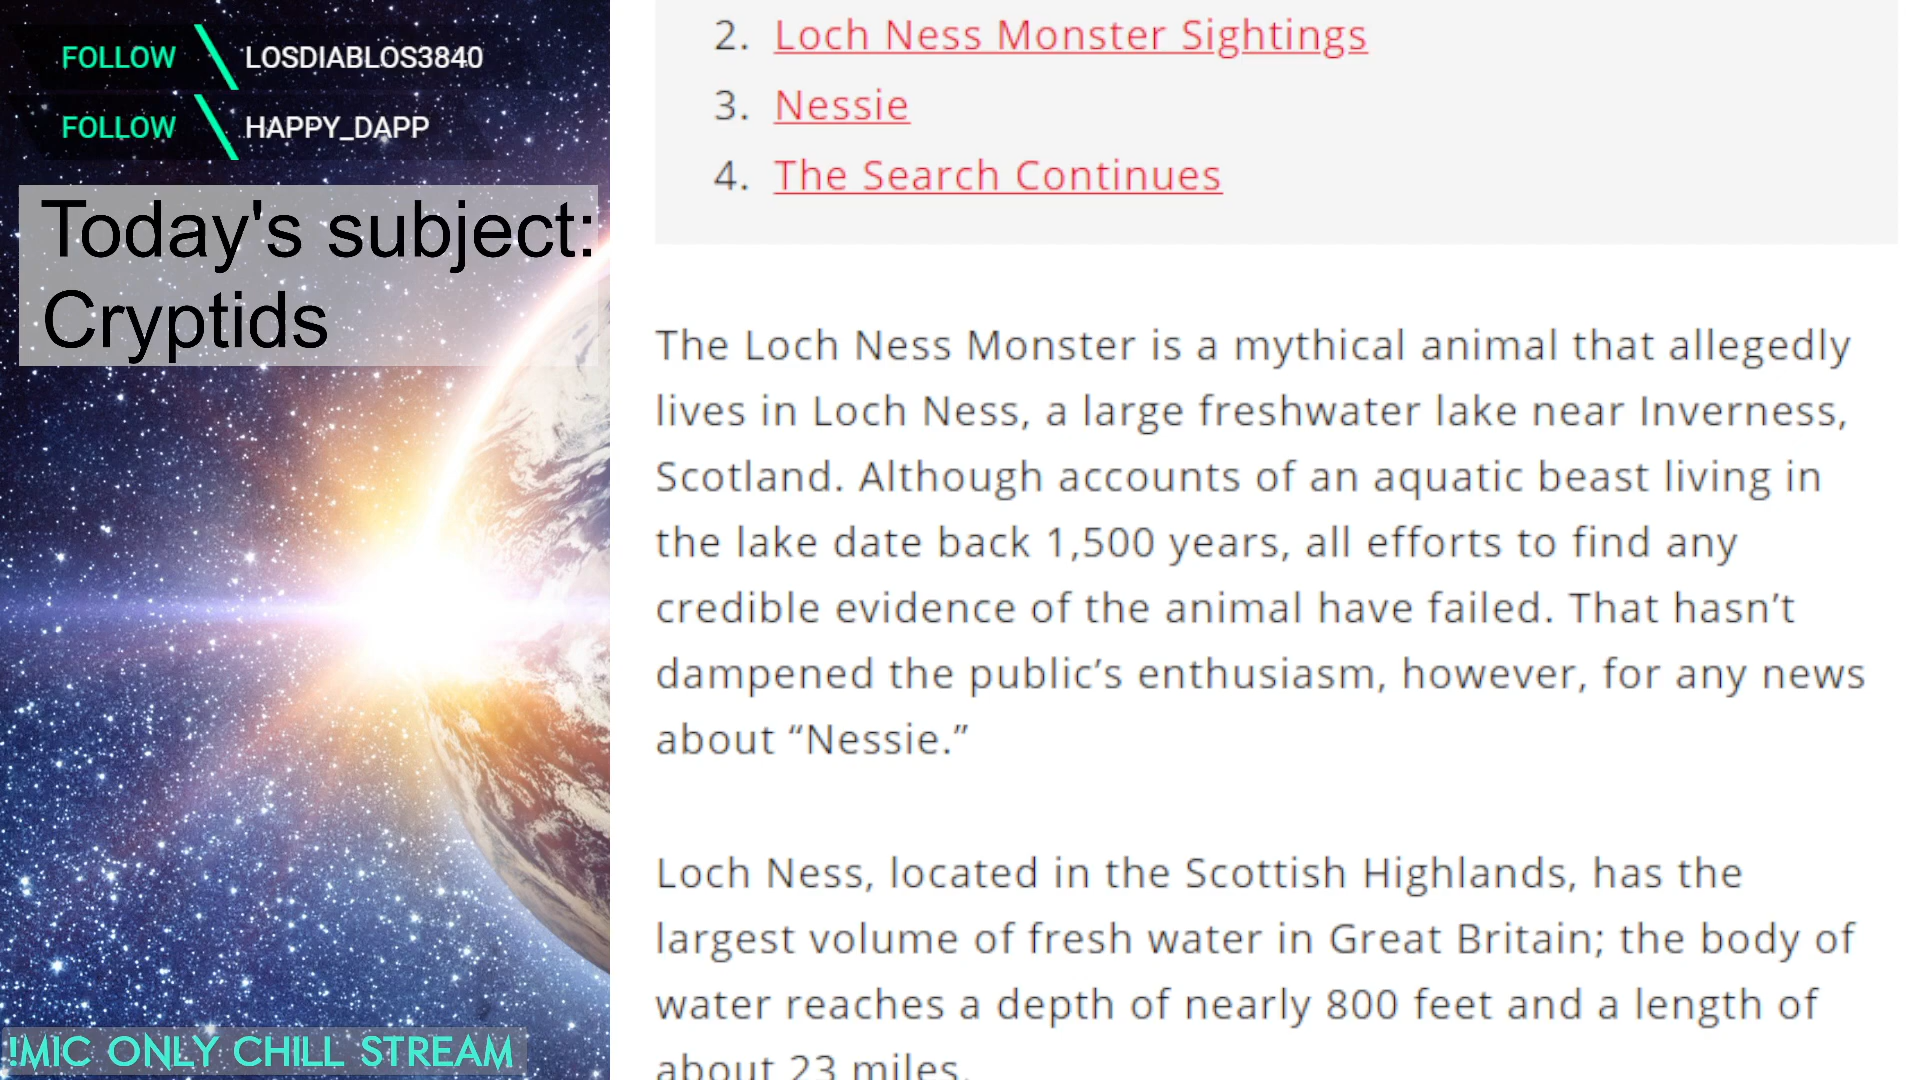 FOLLOW LOSDIABLOS3840
FOLLOW HAPPY_DAPP
Today's subject:
Cryptids
!MIC ONLY CHILL STREAM
2. Loch Ness Monster Sightings
3. Nessie
4. The Search Continues
The Loch Ness Monster is a mythical animal that allegedly
lives in Loch Ness, a large freshwater lake near Inverness,
Scotland. Although accounts of an aquatic beast living in
the lake date back 1,500 years, all efforts to find any
credible evidence of the animal have failed. That hasn’t
dampened the public’s enthusiasm, however, for any news
about “Nessie.”
Loch Ness, located in the Scottish Highlands, has the
largest volume of fresh water in Great Britain; the body of
water reaches a depth of nearly 800 feet and a length of
about 23 miles.